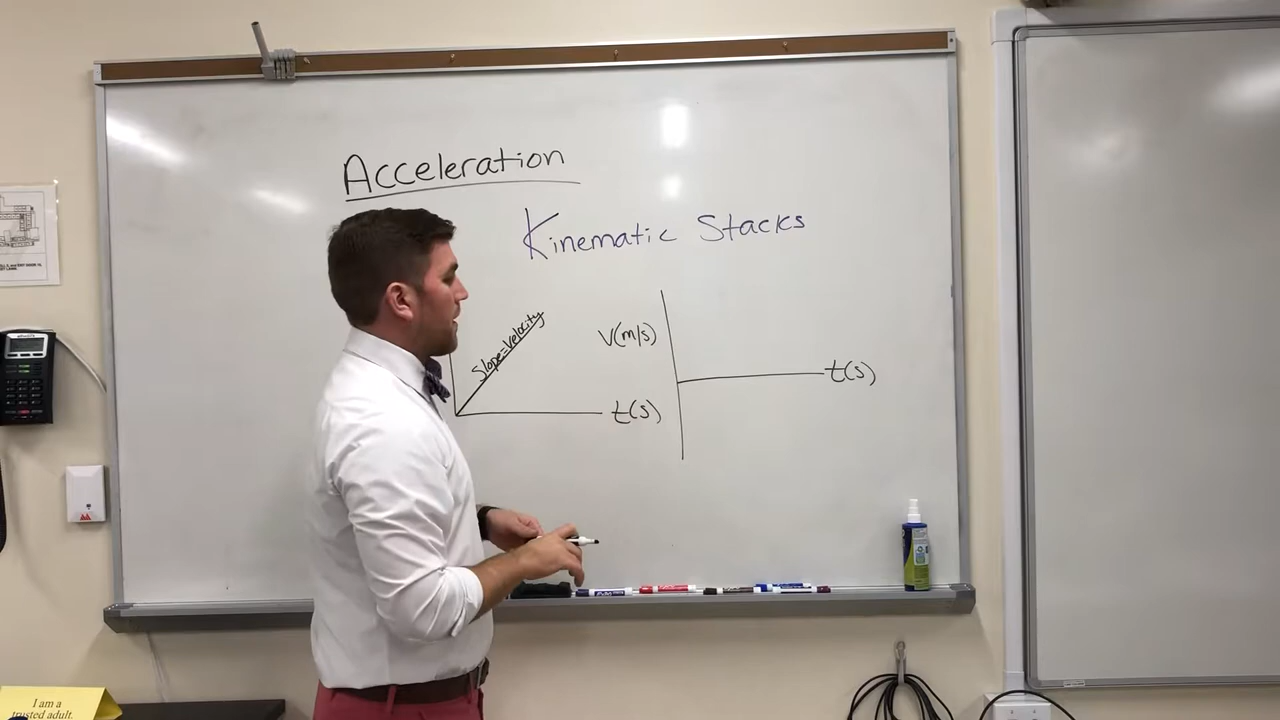 Acceleration
Kinematic Stacks
Slope=Velocity
V(m/s)
t(s)
t(s)
I am a
trusted adult.